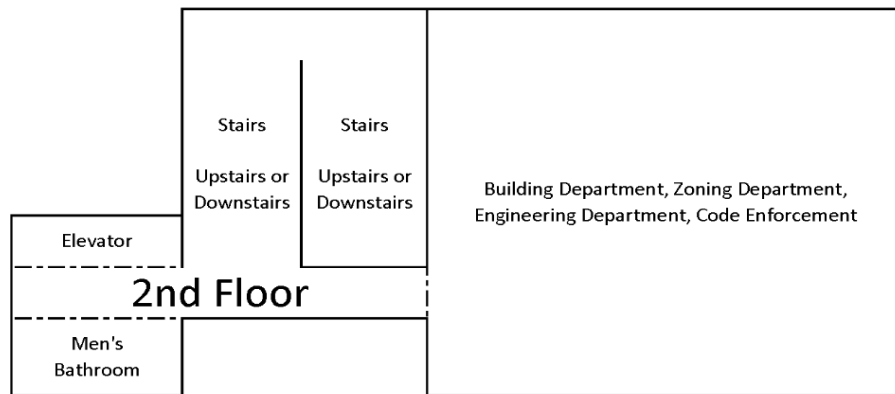 Stairs
Upstairs or
Downstairs
Stairs
Upstairs or
Downstairs
Building Department, Zoning Department,
Engineering Department, Code Enforcement
Elevator
2nd Floor
Men's
Bathroom